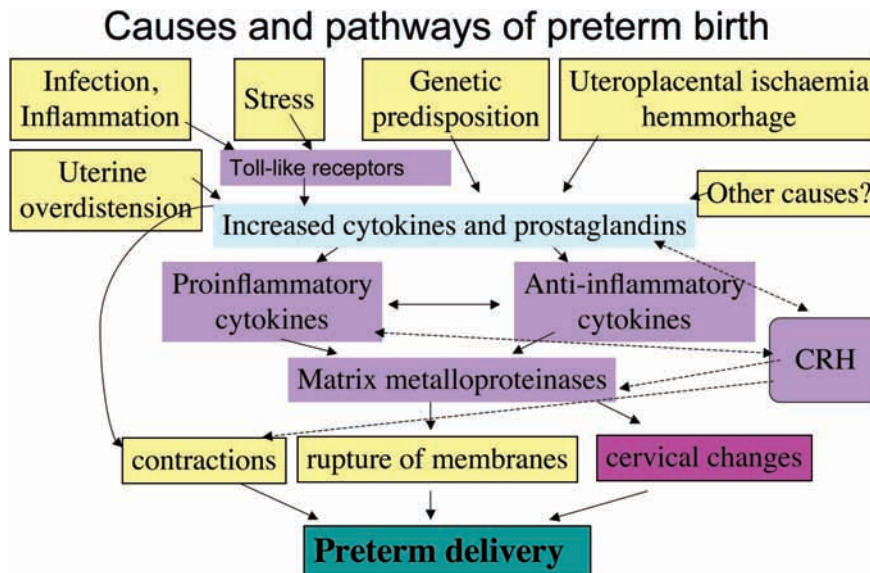 Causes and pathways of preterm birth
Infection,
Inflammation
Stress
Genetic
predisposition
Uteroplacental ischaemia
hemmorhage
Toll-like receptors
Uterine
overdistension
Other causes?
Increased cytokines and prostaglandins
Proinflammatory
cytokines
Anti-inflammatory
cytokines
CRH
Matrix metalloproteinases
contractions
rupture of membranes
cervical changes
Preterm delivery